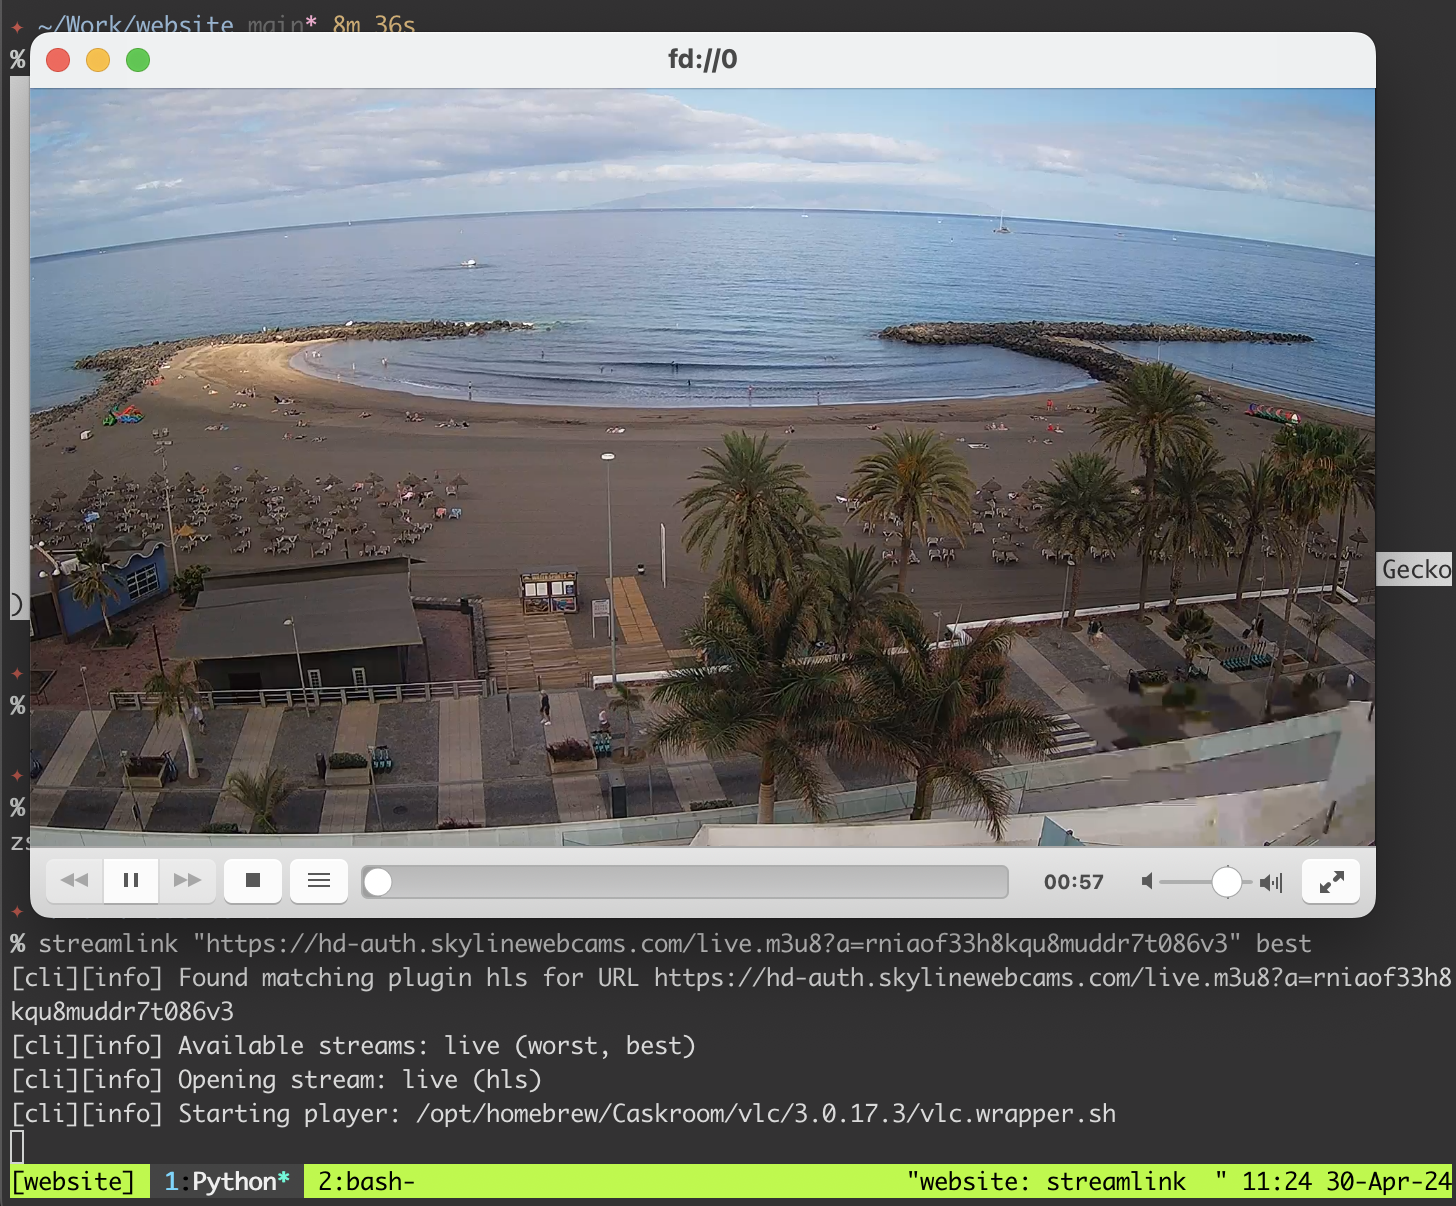 ✦ ~/Work/website main* 8m 36s
%
fd://0
Gecko
)
✦
%
✦
%
zs
00:57
✦
% streamlink "https://hd-auth.skylinewebcams.com/live.m3u8?a=rniaof33h8kqu8muddr7t086v3" best
[cli][info] Found matching plugin hls for URL https://hd-auth.skylinewebcams.com/live.m3u8?a=rniaof33h8
kqu8muddr7t086v3
[cli][info] Available streams: live (worst, best)
[cli][info] Opening stream: live (hls)
[cli][info] Starting player: /opt/homebrew/Caskroom/vlc/3.0.17.3/vlc.wrapper.sh
[website] 1:Python* 2:bash- "website: streamlink " 11:24 30-Apr-24